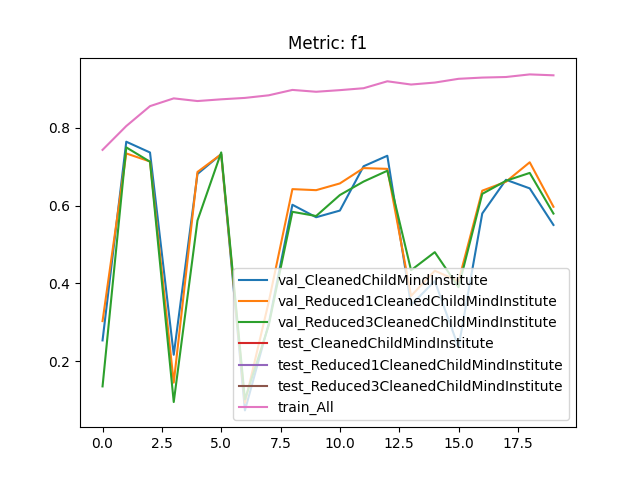 Metric: f1
0.8
0.6
0.4
0.2
val_CleanedChildMindInstitute
val_Reduced1CleanedChildMindInstitute
val_Reduced3CleanedChildMindInstitute
test_CleanedChildMindInstitute
test_Reduced1CleanedChildMindInstitute
test_Reduced3CleanedChildMindInstitute
train_All
0.0 2.5 5.0 7.5 10.0 12.5 15.0 17.5